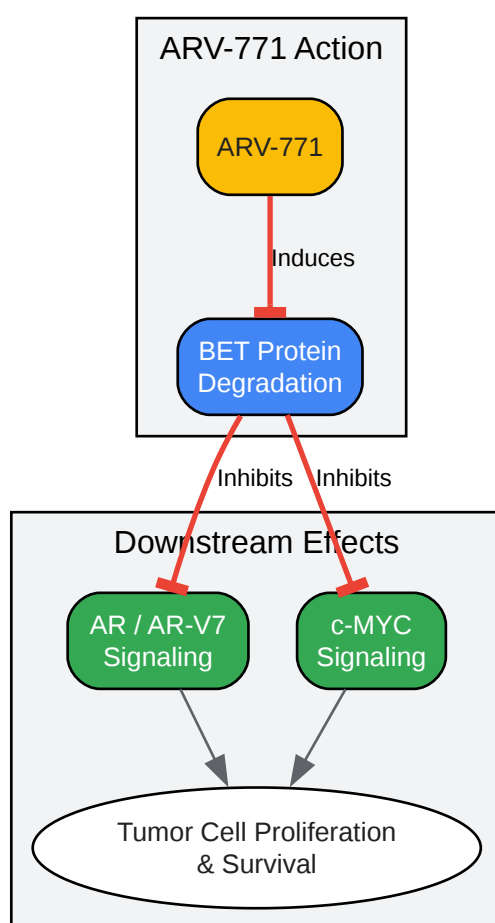 ARV-771 Action
ARV-771
Induces
BET Protein
Degradation
Inhibits
Inhibits
Downstream Effects
AR / AR-V7
Signaling
c-MYC
Signaling
Tumor Cell Proliferation
& Survival